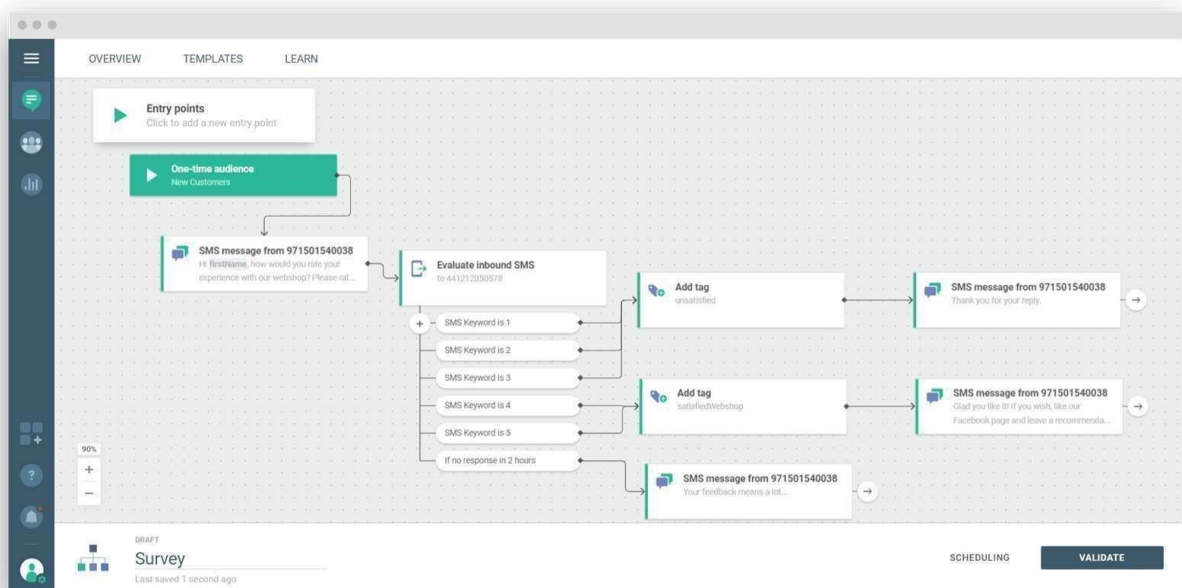 OVERVIEW TEMPLATES LEARN
Entry points
Click to add a new entry point
One-time audience
New Customers
SMS message from 971501540038
Hi firstName, how would you rate your
experience with our webshop? Please rat...
Evaluate inbound SMS
to 441212850578
SMS Keyword is 1
SMS Keyword is 2
SMS Keyword is 3
SMS Keyword is 4
SMS Keyword is 5
If no response in 2 hours
Add tag
unsatisfied
SMS message from 971501540038
Thank you for your reply.
Add tag
satisfiedWebshop
SMS message from 971501540038
Glad you like it! If you wish, like our
Facebook page and leave a recommenda...
SMS message from 971501540038
Your feedback means a lot...
90%
+
−
?
DRAFT
Survey
Last saved 1 second ago
SCHEDULING
VALIDATE